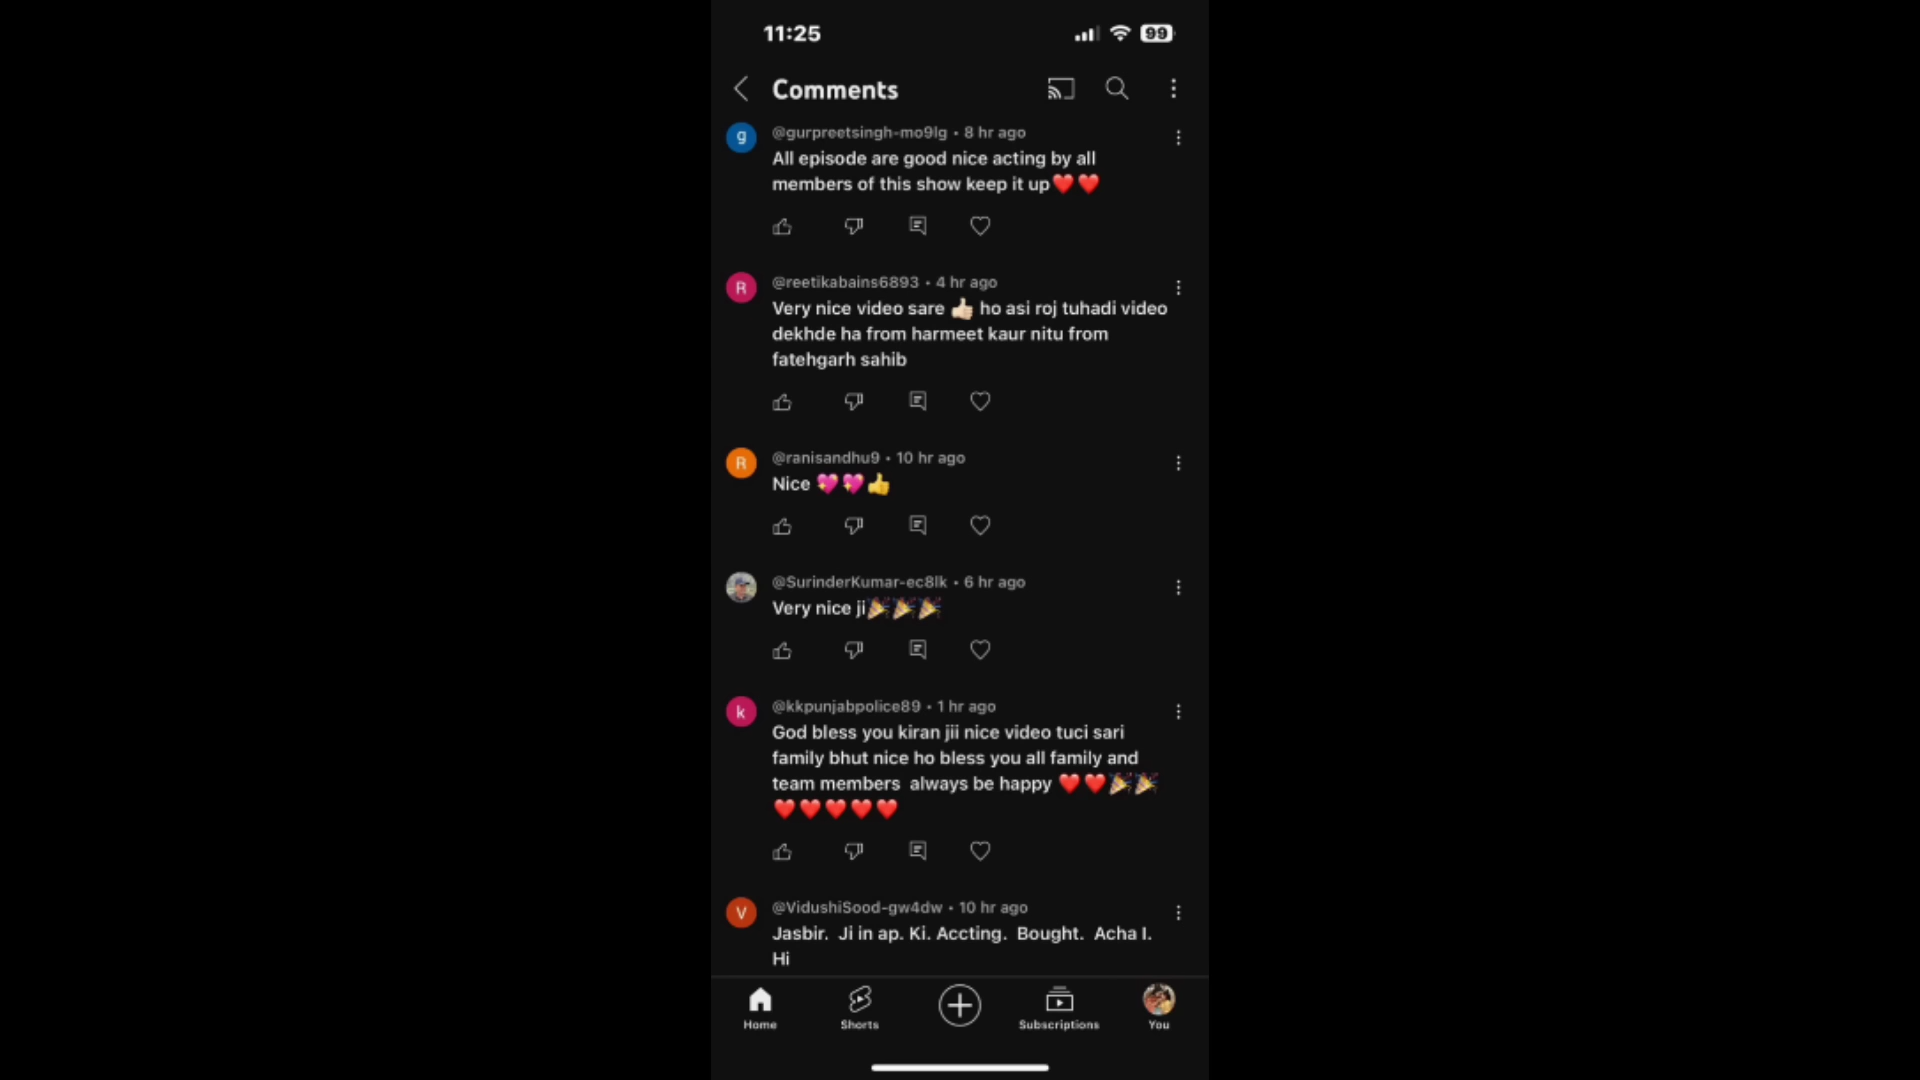 11:25
99
Comments
g
@gurpreetsingh-mo9lg • 8 hr ago
All episode are good nice acting by all
members of this show keep it up❤️❤️
R
@reetikabains6893 • 4 hr ago
Very nice video sare 👍🏻 ho asi roj tuhadi video
dekhde ha from harmeet kaur nitu from
fatehgarh sahib
R
@ranisandhu9 • 10 hr ago
Nice 💖💖👍
@SurinderKumar-ec8lk • 6 hr ago
Very nice ji🎉🎉🎉
k
@kkpunjabpolice89 • 1 hr ago
God bless you kiran jii nice video tuci sari
family bhut nice ho bless you all family and
team members always be happy ❤️❤️🎉🎉
❤️❤️❤️❤️❤️
V
@VidushiSood-gw4dw • 10 hr ago
Jasbir. Ji in ap. Ki. Accting. Bought. Acha I.
Hi
Home
Shorts
Subscriptions
You